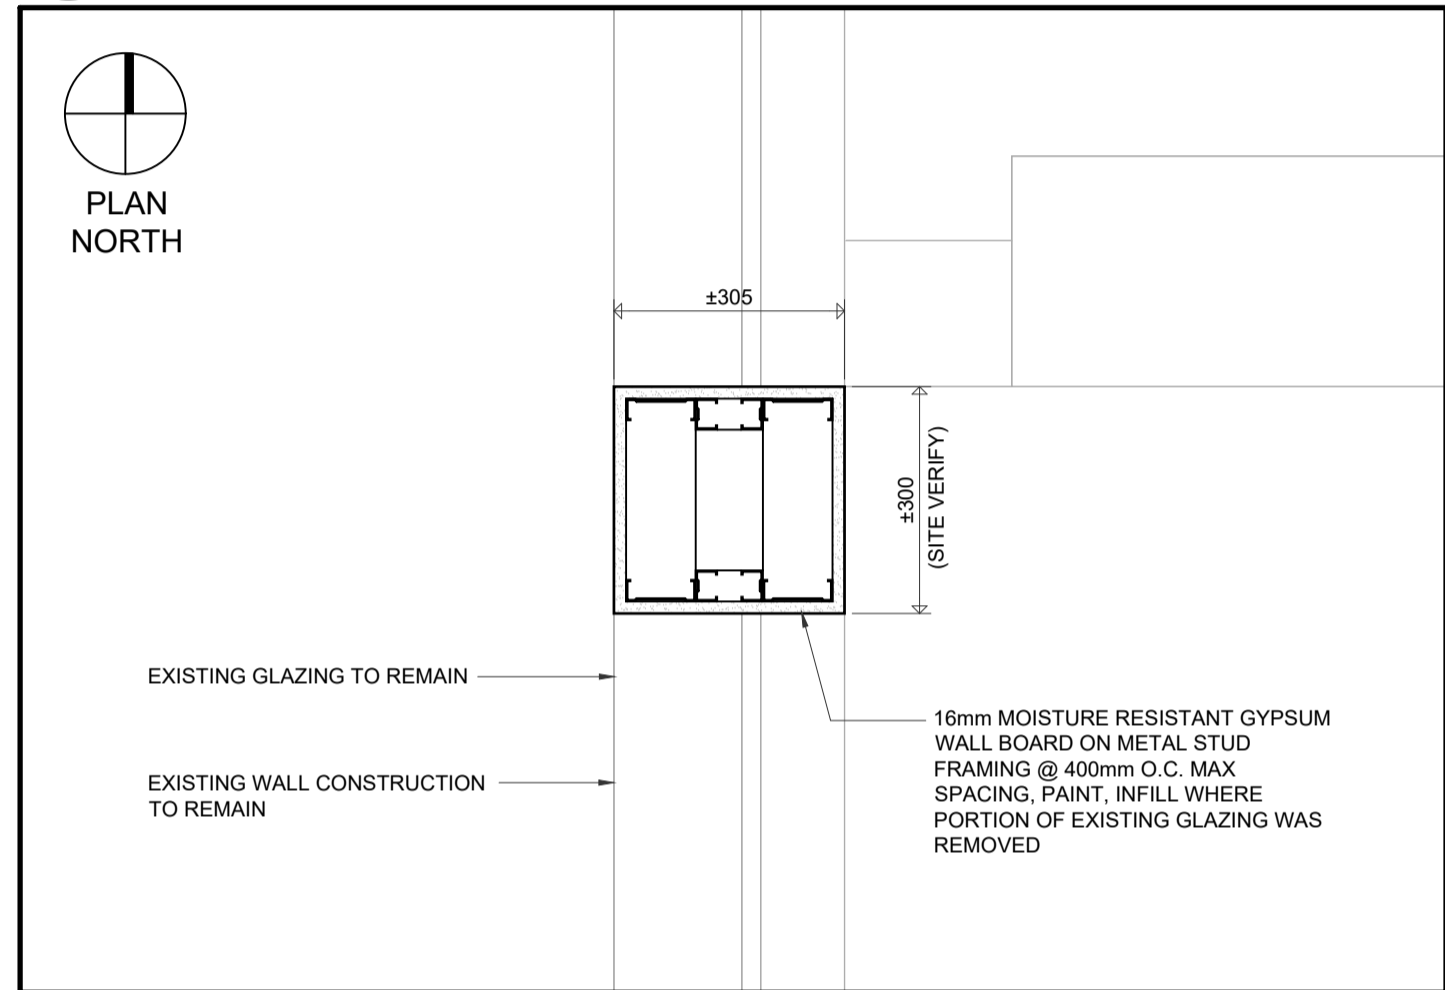 PLAN
NORTH
±305
±300
(SITE VERIFY)
EXISTING GLAZING TO REMAIN
EXISTING WALL CONSTRUCTION
TO REMAIN
16mm MOISTURE RESISTANT GYPSUM
WALL BOARD ON METAL STUD
FRAMING @ 400mm O.C. MAX
SPACING, PAINT, INFILL WHERE
PORTION OF EXISTING GLAZING WAS
REMOVED